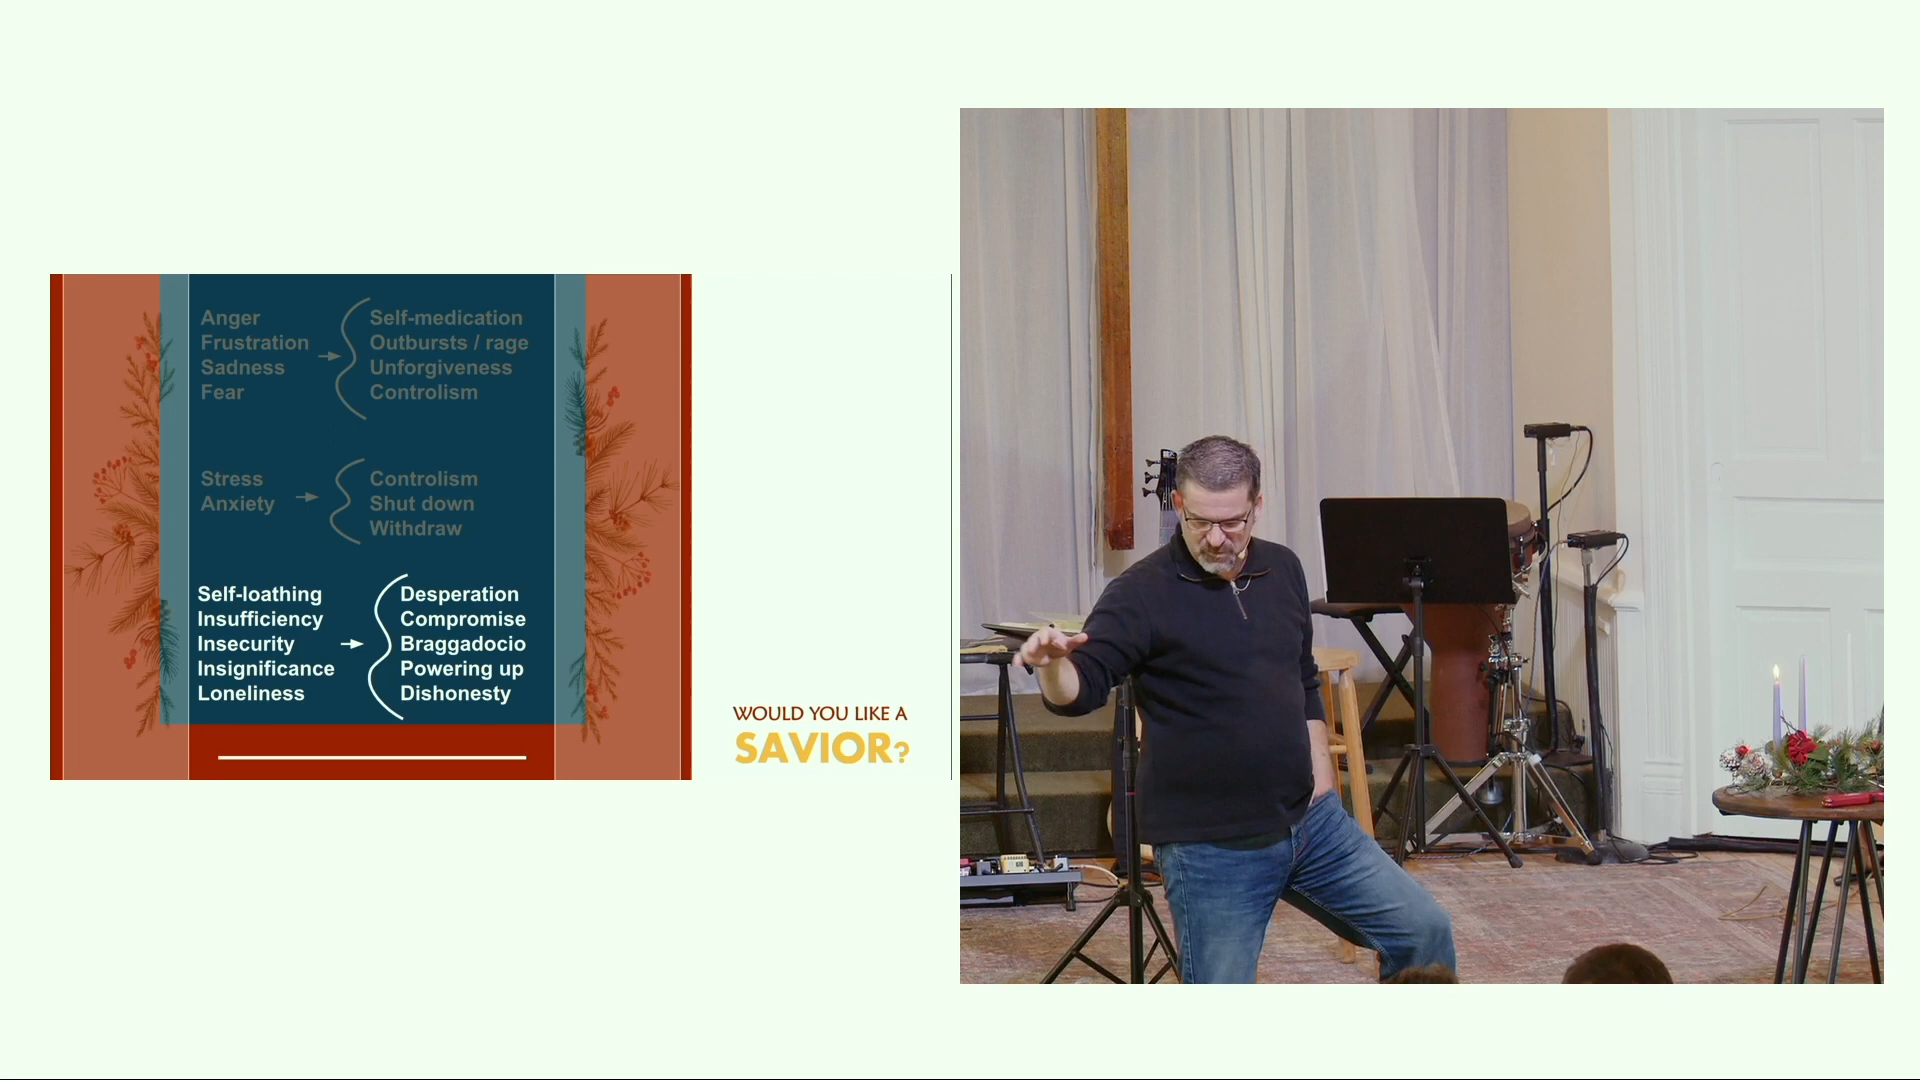 Anger
Frustration
Sadness
Fear
Self-medication
Outbursts / rage
Unforgiveness
Controlism
Stress
Anxiety
Controlism
Shut down
Withdraw
Self-loathing
Insufficiency
Insecurity
Insignificance
Loneliness
Desperation
Compromise
Braggadocio
Powering up
Dishonesty
WOULD YOU LIKE A
SAVIOR?